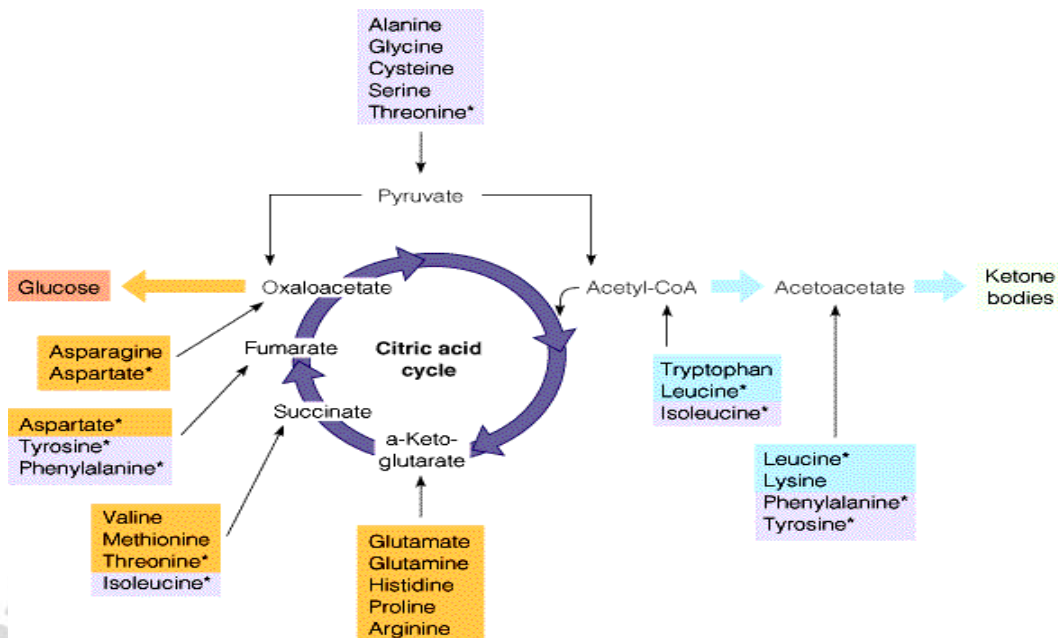 Alanine
Glycine
Cysteine
Serine
Threonine*
Pyruvate
Glucose
Oxaloacetate
Acetyl-CoA
Acetoacetate
Ketone
bodies
Asparagine
Aspartate*
Fumarate
Citric acid
cycle
Tryptophan
Leucine*
Isoleucine*
Aspartate*
Tyrosine*
Phenylalanine*
Succinate
a-Keto-
glutarate
Leucine*
Lysine
Phenylalanine*
Tyrosine*
Valine
Methionine
Threonine*
Isoleucine*
Glutamate
Glutamine
Histidine
Proline
Arginine